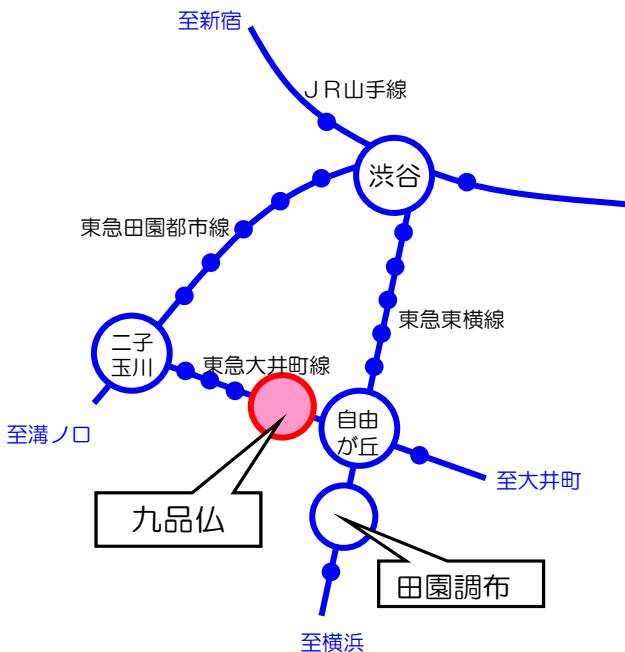 至新宿
ＪＲ山手線
渋谷
東急田園都市線
東急東横線
二子
玉川
東急大井町線
自由
が丘
至溝ノ口
至大井町
九品仏
田園調布
至横浜